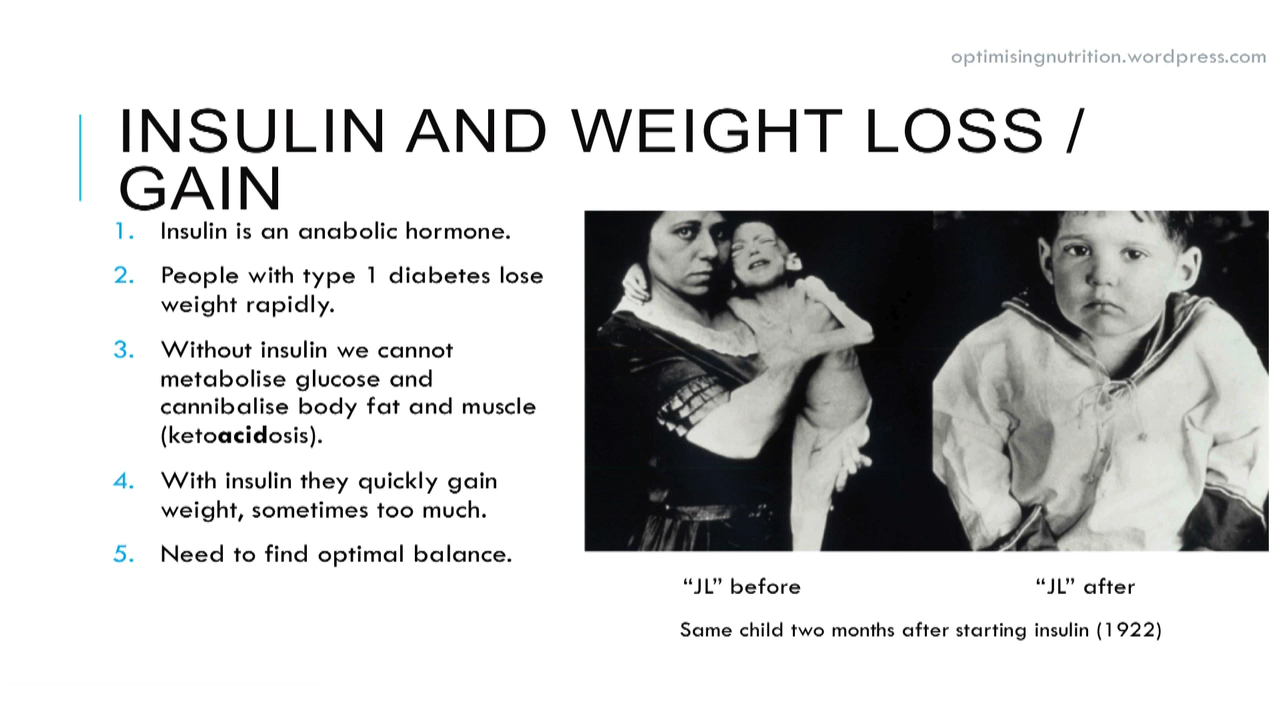 optimisingnutrition.wordpress.com
INSULIN AND WEIGHT LOSS /
GAIN
1. Insulin is an anabolic hormone.
2. People with type 1 diabetes lose
weight rapidly.
3. Without insulin we cannot
metabolise glucose and
cannibalise body fat and muscle
(ketoacidosis).
4. With insulin they quickly gain
weight, sometimes too much.
5. Need to find optimal balance.
“JL” before
“JL” after
Same child two months after starting insulin (1922)